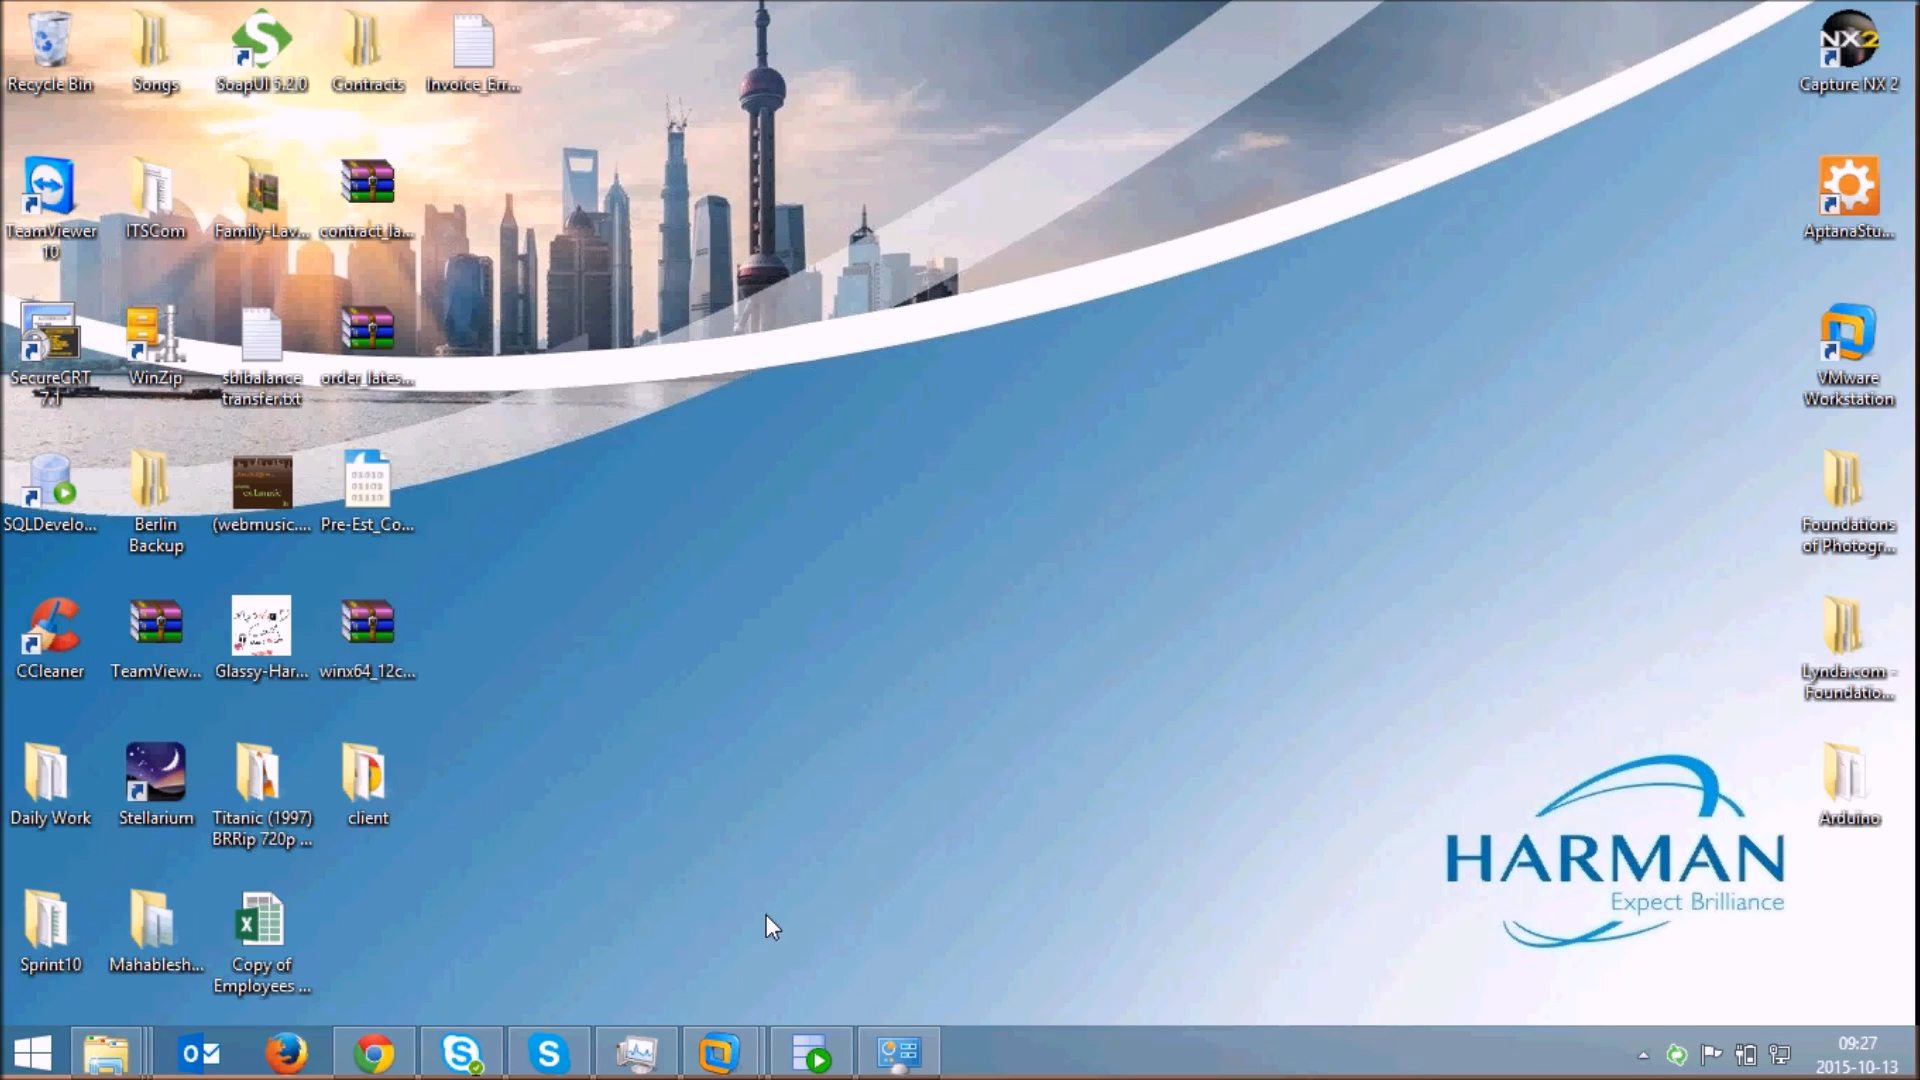 Recycle Bin
Songs
SoapUI 5.2.0
Contracts
Invoice_Err...
NX2
Capture NX 2
TeamViewer
10
ITSCom
Family-Law...
contract_la...
AptanaStu...
SecureCRT
7.1
WinZip
sbibalance
transfer.txt
order_lates...
VMware
Workstation
SQLDevelo...
Berlin
Backup
(webmusic....
Pre-Est_Co...
Foundations
of Photogr...
CCleaner
TeamView...
Glassy-Har...
winx64_12c...
Lynda.com -
Foundatio...
Daily Work
Stellarium
Titanic (1997)
BRRip 720p ...
client
Arduino
HARMAN
Expect Brilliance
Sprint10
Mahablesh...
Copy of
Employees ...
09:27
2015-10-13